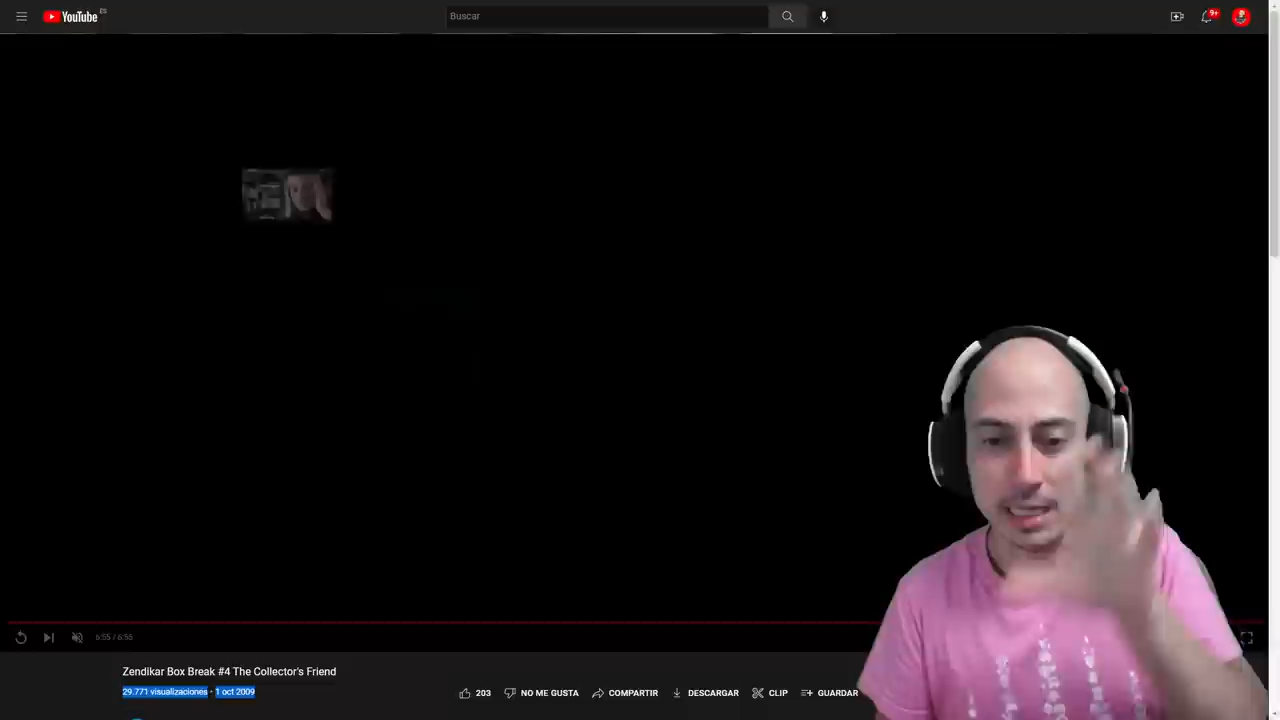 YouTube ES
Buscar
9+
6:55 / 6:55
Zendikar Box Break #4 The Collector's Friend
29.771 visualizaciones • 1 oct 2009
203 NO ME GUSTA COMPARTIR DESCARGAR CLIP GUARDAR